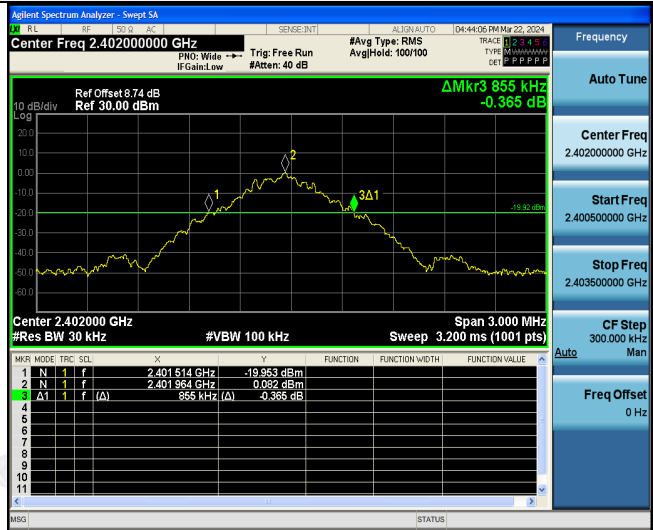 Agilent Spectrum Analyzer - Swept SA
LXI RL RF 50 Ω AC SENSE:INT ALIGN AUTO 04:44:06 PM Mar 22, 2024
Center Freq 2.402000000 GHz
PNO: Wide
IFGain:Low
Trig: Free Run
#Atten: 40 dB
#Avg Type: RMS
Avg|Hold: 100/100
TRACE 1 2 3 4 5 6
TYPE M
DET P P P P P P
Ref Offset 8.74 dB
Ref 30.00 dBm
10 dB/div
Log
ΔMkr3 855 kHz
-0.365 dB
20.0
10.0
0.00
-10.0
-20.0
-30.0
-40.0
-50.0
-60.0
1
2
3Δ1
-19.92 dBm
Center 2.402000 GHz Span 3.000 MHz
#Res BW 30 kHz #VBW 100 kHz Sweep 3.200 ms (1001 pts)
MKR MODE TRC SCL X Y FUNCTION FUNCTION WIDTH FUNCTION VALUE
1 N 1 f 2.401 514 GHz -19.953 dBm
2 N 1 f 2.401 964 GHz 0.082 dBm
3 Δ1 1 f (Δ) 855 kHz (Δ) -0.365 dB
4
5
6
7
8
9
10
11
MSG STATUS
Frequency
Auto Tune
Center Freq
2.402000000 GHz
Start Freq
2.400500000 GHz
Stop Freq
2.403500000 GHz
CF Step
300.000 kHz
Auto Man
Freq Offset
0 Hz